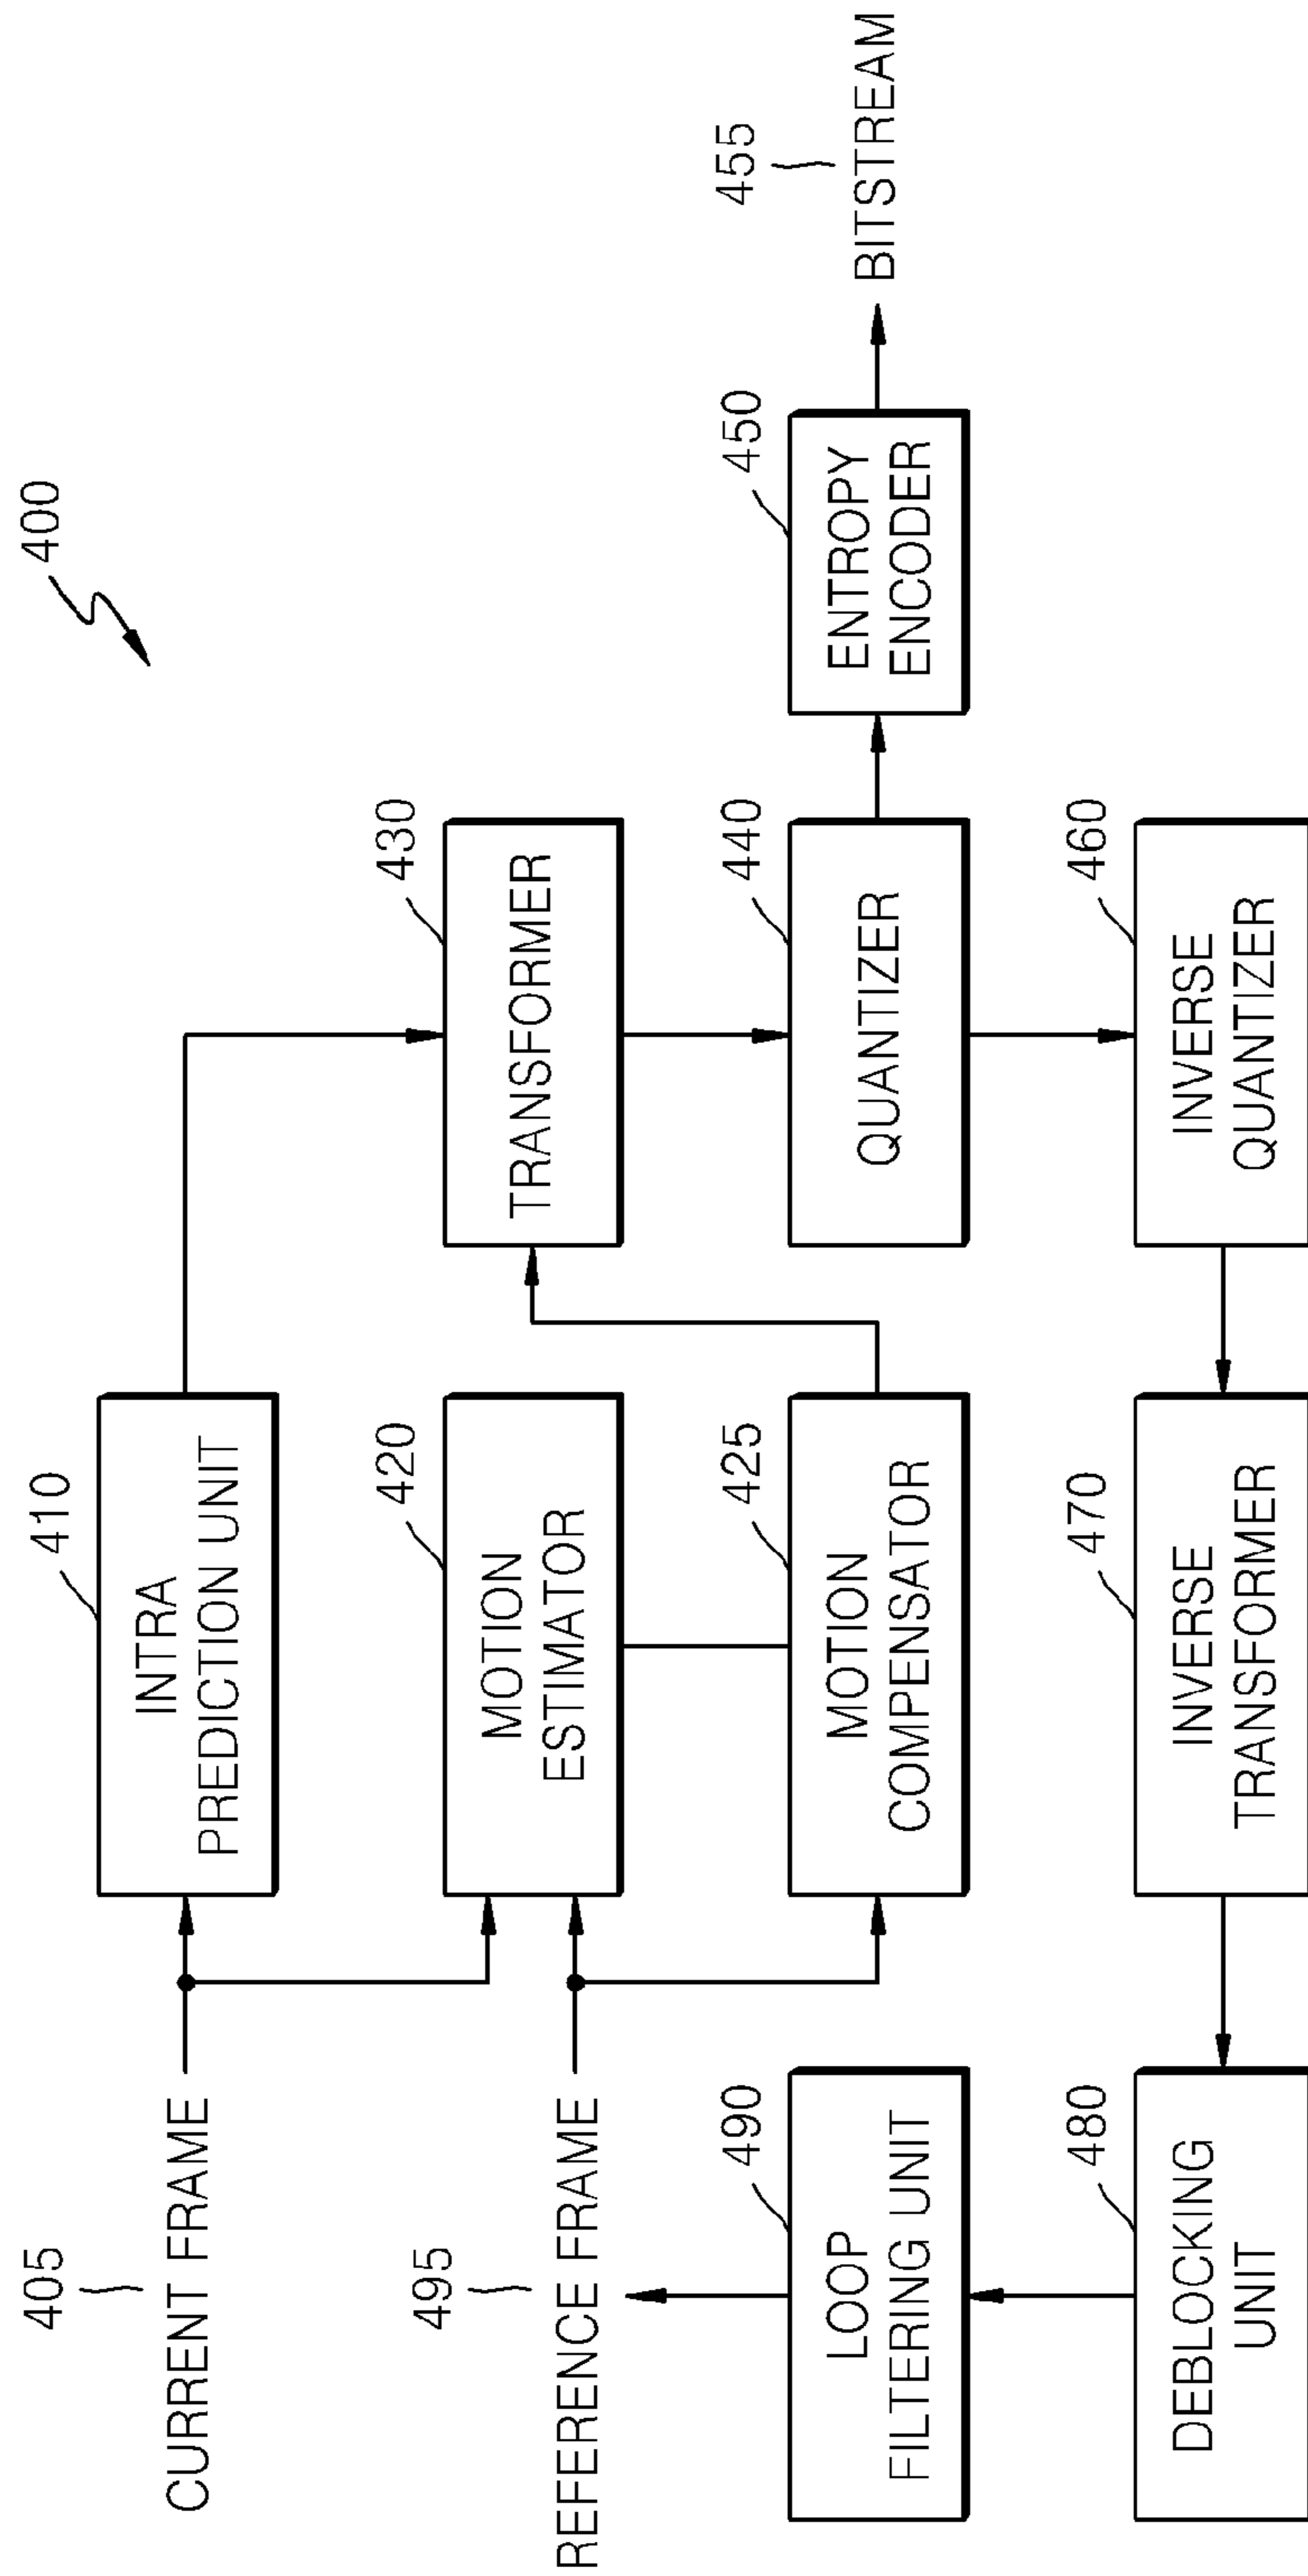 400
405
CURRENT FRAME
410
INTRA
PREDICTION UNIT
495
REFERENCE FRAME
420
MOTION
ESTIMATOR
430
TRANSFORMER
490
LOOP
FILTERING UNIT
425
MOTION
COMPENSATOR
440
QUANTIZER
450
ENTROPY
ENCODER
455
BITSTREAM
480
DEBLOCKING
UNIT
470
INVERSE
TRANSFORMER
460
INVERSE
QUANTIZER